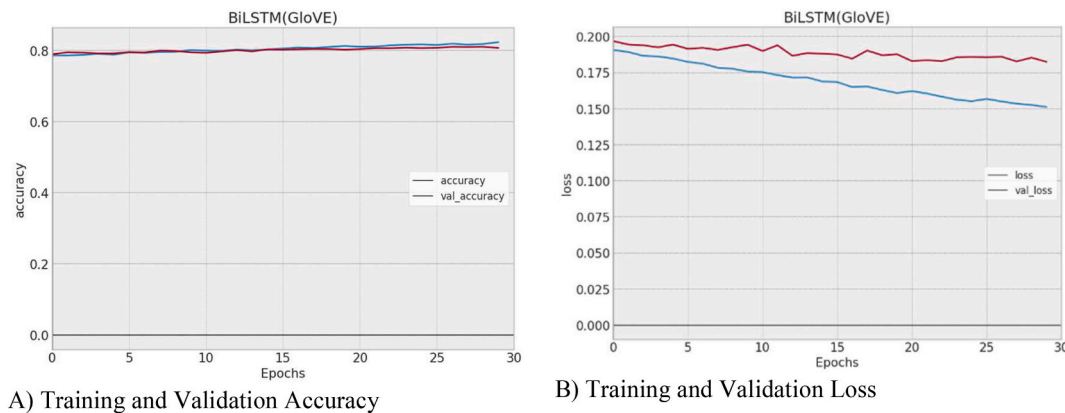 BiLSTM(GloVE)
0.8
0.6
0.4
0.2
0.0
accuracy
accuracy
val_accuracy
0 5 10 15 20 25 30
Epochs
A) Training and Validation Accuracy
BiLSTM(GloVE)
0.200
0.175
0.150
0.125
0.100
0.075
0.050
0.025
0.000
loss
loss
val_loss
0 5 10 15 20 25 30
Epochs
B) Training and Validation Loss